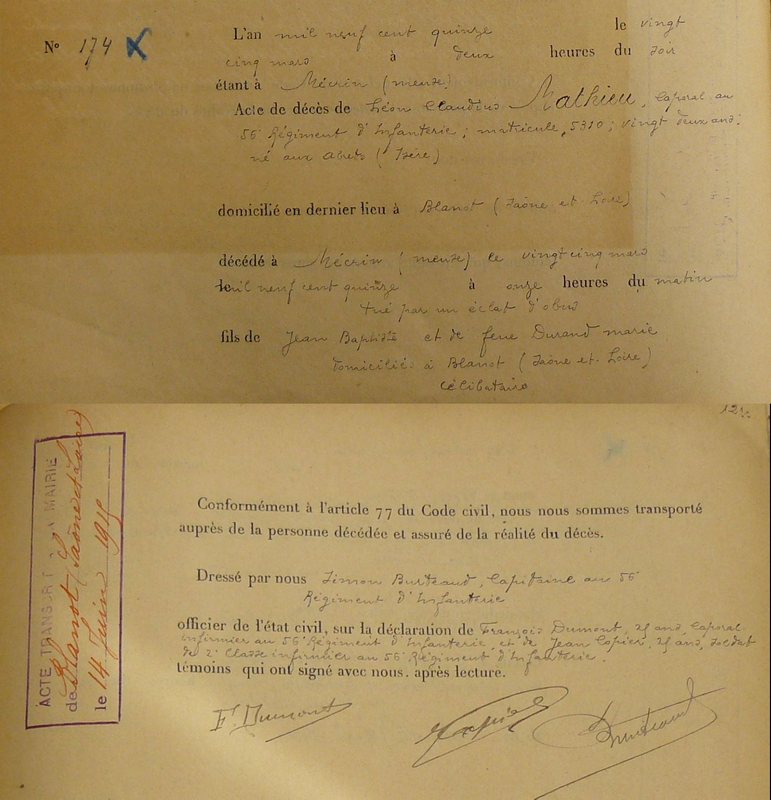 N° 174 L'an mil neuf cent quinze le vingt
cinq mars à deux heures du soir
étant à Mécrin (meuse)
Acte de décès de Léon Claudius Mathieu, Caporal au
56e Régiment d'Infanterie; matricule 5310; vingt deux ans;
né aux Abrets (Isère)
domicilié en dernier lieu à Blanot (Saône et Loire)
décédé à Mécrin (meuse) le vingt cinq mars
mil neuf cent quinze à onze heures du matin
tué par un éclat d'obus
fils de Jean Baptiste et de feue Durand marie
domiciliés à Blanot (Saône et Loire)
Célibataire
Conformément à l'article 77 du Code civil, nous nous sommes transporté
auprès de la personne décédée et assuré de la réalité du décès.
Dressé par nous Simon Burteaud, Capitaine au 56e
Régiment d'Infanterie
officier de l'état civil, sur la déclaration de François Dumont, 25 ans, Caporal
infirmier au 56e Régiment d'Infanterie et de Jean Copier, 25 ans, soldat
de 2e Classe infirmier au 56e Régiment d'Infanterie.
témoins qui ont signé avec nous, après lecture.
Fs Dumont Copier Burteaud
ACTE TRANSPORT MAIRIE
de Blanot (Saône et Loire)
le 14 Juin 1915